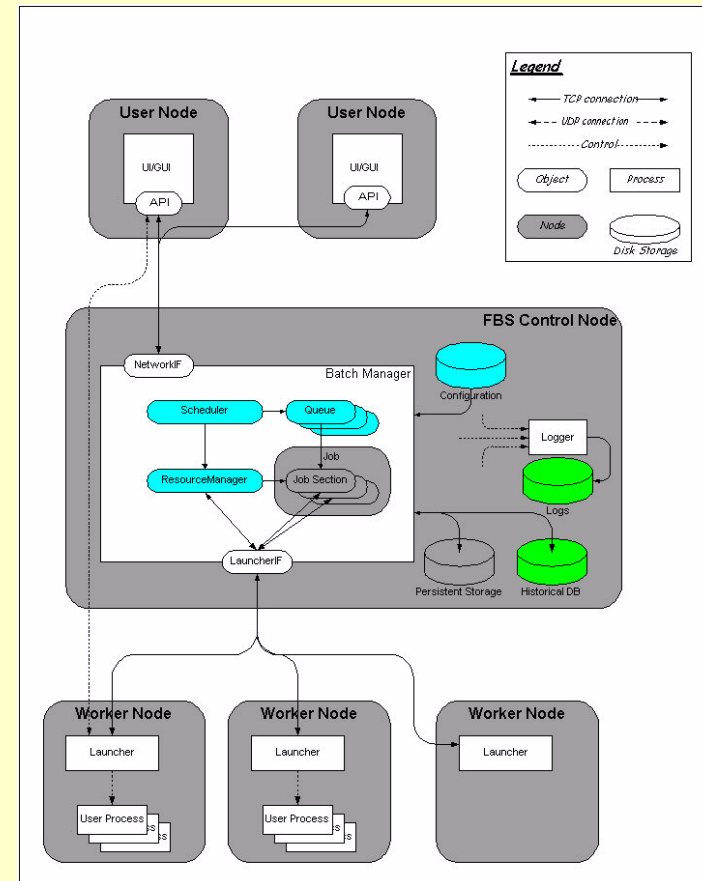 Legend
TCP connection
UDP connection
Control
Object
Process
Node
Disk Storage
User Node
UI/GUI
API
User Node
UI/GUI
API
FBS Control Node
NetworkIF
Batch Manager
Configuration
Scheduler
Queue
Logger
Job
ResourceManager
Job Section
Logs
LauncherIF
Persistent Storage
Historical DB
Worker Node
Launcher
User Process
Worker Node
Launcher
User Process
Worker Node
Launcher